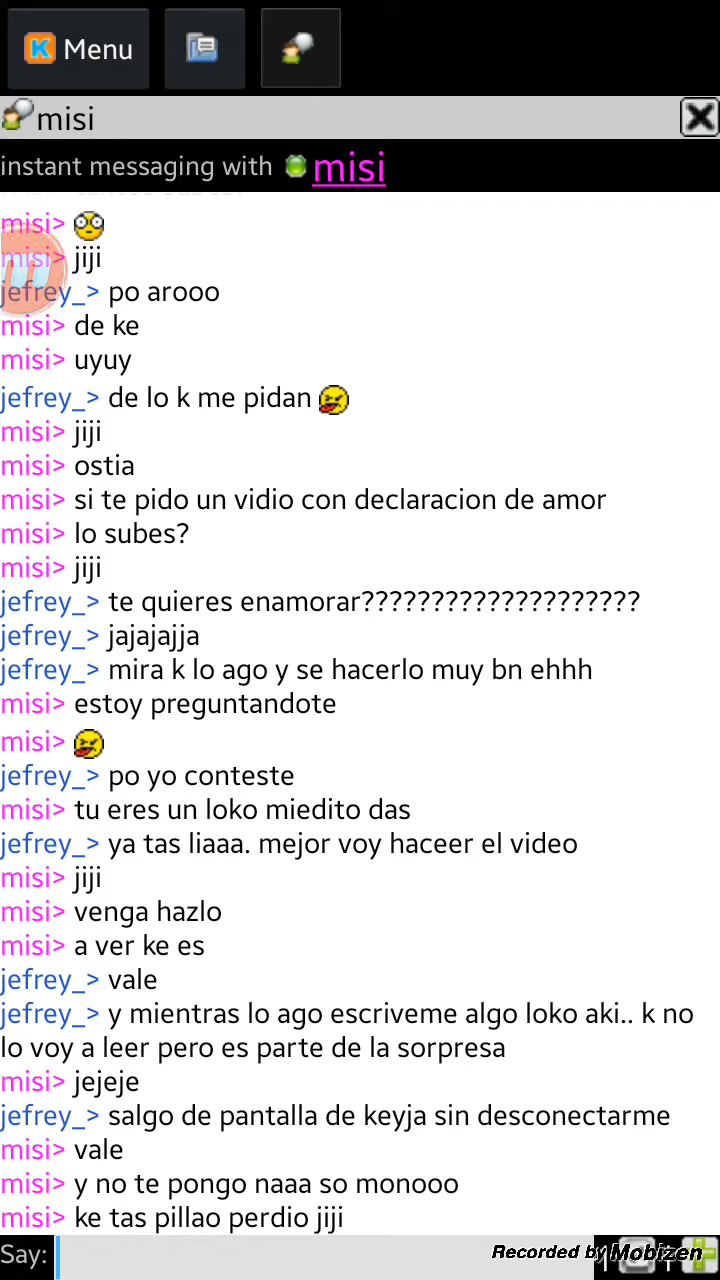 Menu
misi
instant messaging with misi
misi>
misi> jiji
jefrey_> po arooo
misi> de ke
misi> uyuy
jefrey_> de lo k me pidan
misi> jiji
misi> ostia
misi> si te pido un vidio con declaracion de amor
misi> lo subes?
misi> jiji
jefrey_> te quieres enamorar????????????????????
jefrey_> jajajajja
jefrey_> mira k lo ago y se hacerlo muy bn ehhh
misi> estoy preguntandote
misi>
jefrey_> po yo conteste
misi> tu eres un loko miedito das
jefrey_> ya tas liaaa. mejor voy haceer el video
misi> jiji
misi> venga hazlo
misi> a ver ke es
jefrey_> vale
jefrey_> y mientras lo ago escriveme algo loko aki.. k no
lo voy a leer pero es parte de la sorpresa
misi> jejeje
jefrey_> salgo de pantalla de keyja sin desconectarme
misi> vale
misi> y no te pongo naaa so monooo
misi> ke tas pillao perdio jiji
Say:
Recorded by Mobizen